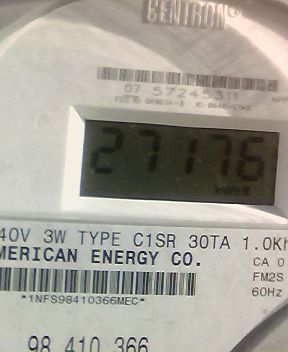 CENTRON®
07 57245311
27176
kWh
40V 3W TYPE C1SR 30TA 1.0Kh
MERICAN ENERGY CO.
CA 0
FM2S
*1NFS98410366MEC*
60Hz
98 410 366